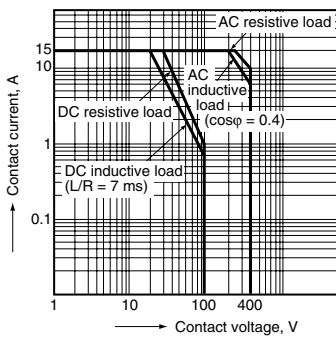 AC resistive load
15
10
AC
inductive
load
(cosφ = 0.4)
DC resistive load
1
DC inductive load
(L/R = 7 ms)
0.1
Contact current, A
1
10
100
400
Contact voltage, V